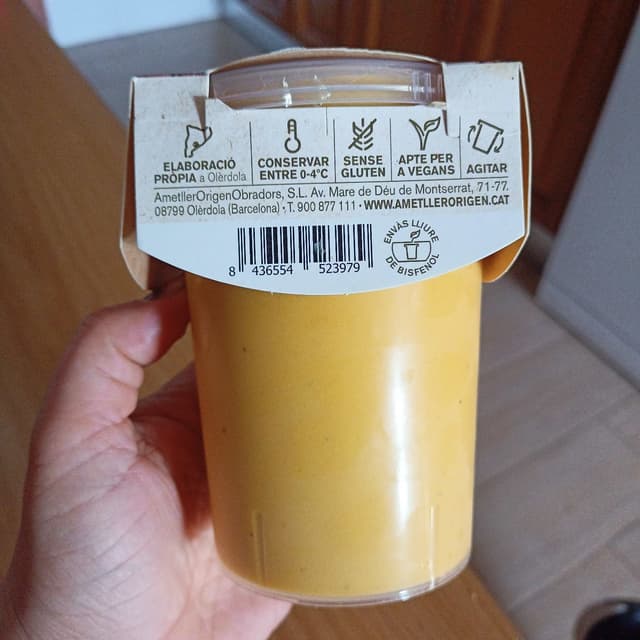 ELABORACIÓ
PRÒPIA a Olèrdola
CONSERVAR
ENTRE 0-4°C
SENSE
GLUTEN
APTE PER
A VEGANS
AGITAR
AmetllerOrigenObradors, S.L. Av. Mare de Déu de Montserrat, 71-77.
08799 Olèrdola (Barcelona) · T. 900 877 111 · WWW.AMETLLERORIGEN.CAT
8 436554 523979
ENVÀS LLIURE
DE BISFENOL